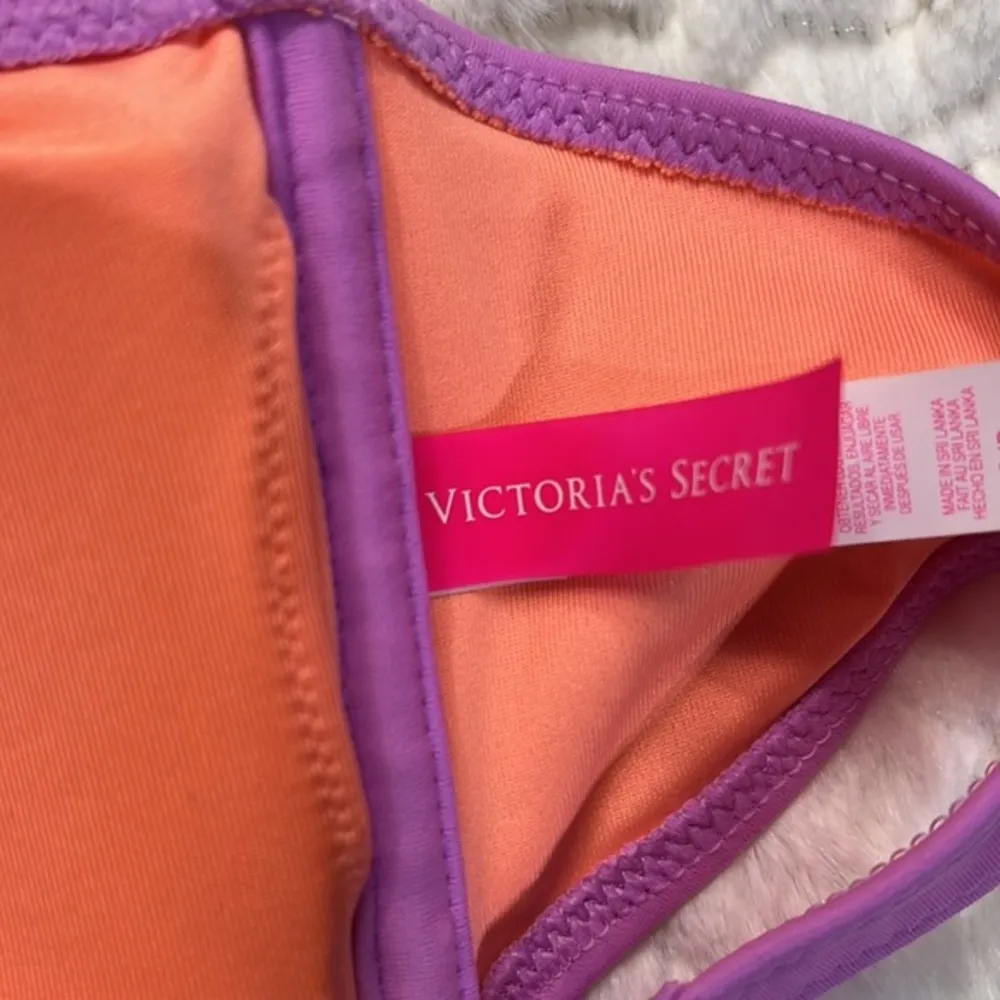 VICTORIA'S SECRET
RESULTADOS, ENJUAGAR
Y SECAR AL AIRE LIBRE
INMEDIATAMENTE
DESPUES DE USAR
MADE IN SRI LANKA
FAIT AU SRI LANKA
HECHO EN SRI LANKA